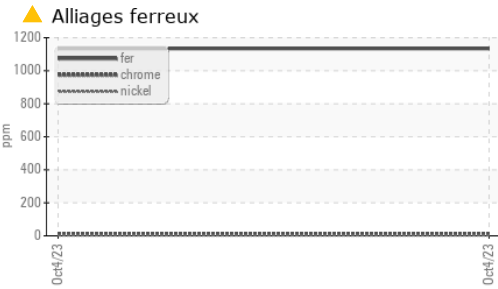 Alliages ferreux
1200
1000
800
600
400
200
0
ppm
fer
chrome
nickel
Oct4/23
Oct4/23